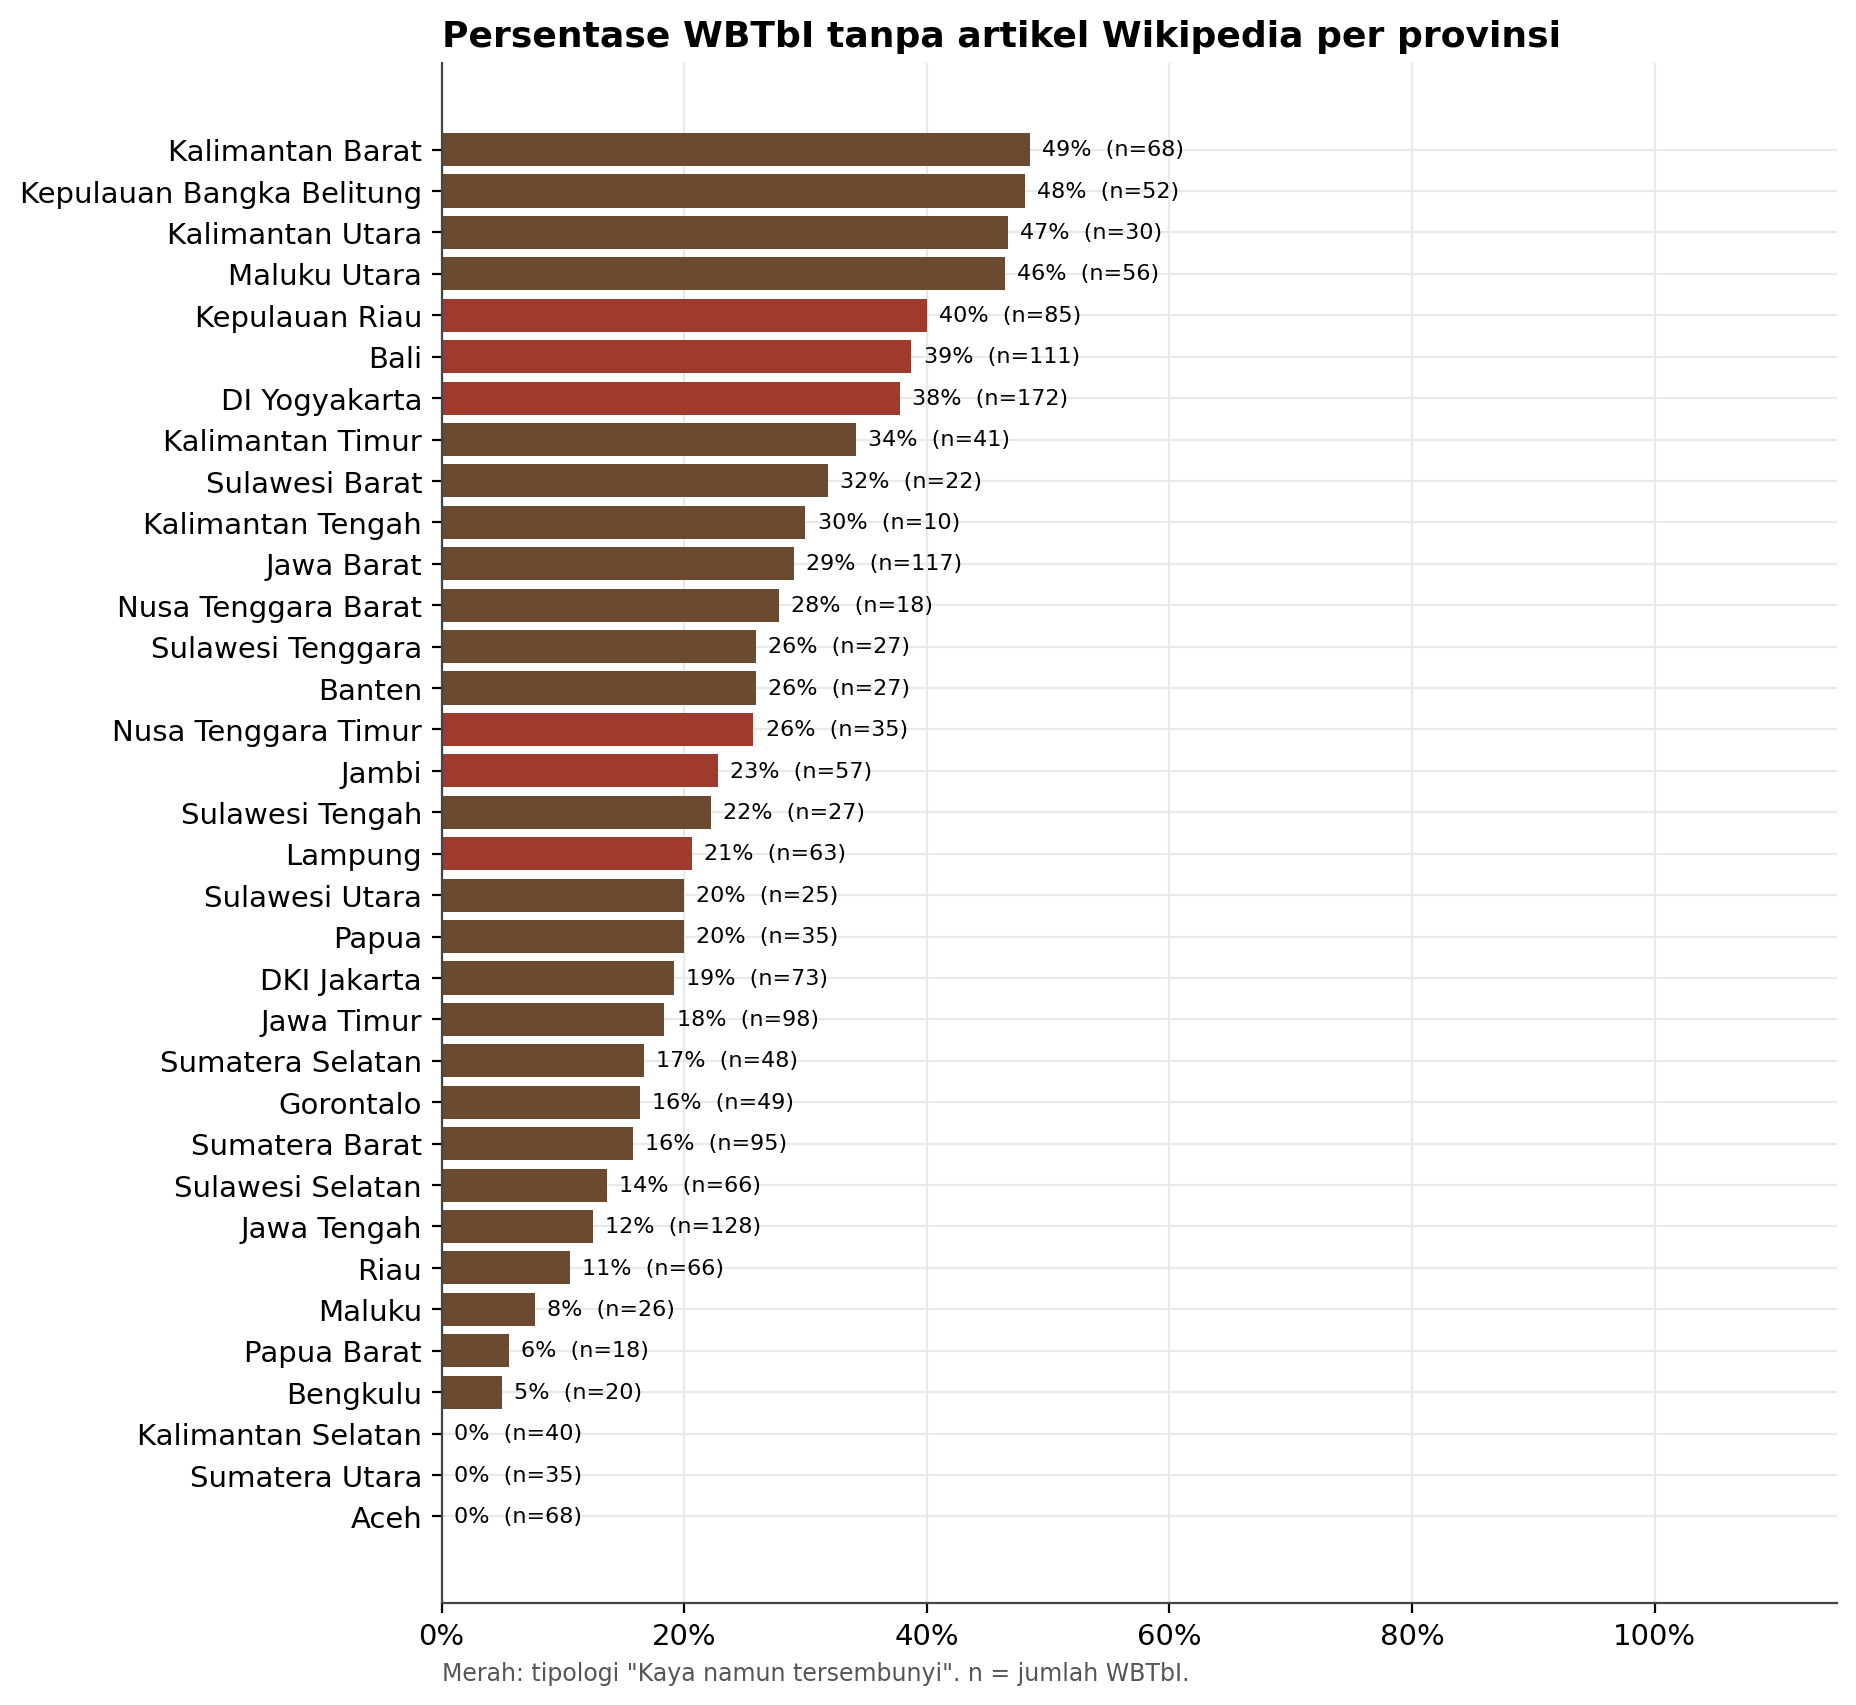 Persentase WBTbI tanpa artikel Wikipedia per provinsi
Kalimantan Barat 49% (n=68)
Kepulauan Bangka Belitung 48% (n=52)
Kalimantan Utara 47% (n=30)
Maluku Utara 46% (n=56)
Kepulauan Riau 40% (n=85)
Bali 39% (n=111)
DI Yogyakarta 38% (n=172)
Kalimantan Timur 34% (n=41)
Sulawesi Barat 32% (n=22)
Kalimantan Tengah 30% (n=10)
Jawa Barat 29% (n=117)
Nusa Tenggara Barat 28% (n=18)
Sulawesi Tenggara 26% (n=27)
Banten 26% (n=27)
Nusa Tenggara Timur 26% (n=35)
Jambi 23% (n=57)
Sulawesi Tengah 22% (n=27)
Lampung 21% (n=63)
Sulawesi Utara 20% (n=25)
Papua 20% (n=35)
DKI Jakarta 19% (n=73)
Jawa Timur 18% (n=98)
Sumatera Selatan 17% (n=48)
Gorontalo 16% (n=49)
Sumatera Barat 16% (n=95)
Sulawesi Selatan 14% (n=66)
Jawa Tengah 12% (n=128)
Riau 11% (n=66)
Maluku 8% (n=26)
Papua Barat 6% (n=18)
Bengkulu 5% (n=20)
Kalimantan Selatan 0% (n=40)
Sumatera Utara 0% (n=35)
Aceh 0% (n=68)
0% 20% 40% 60% 80% 100%
Merah: tipologi "Kaya namun tersembunyi". n = jumlah WBTbI.